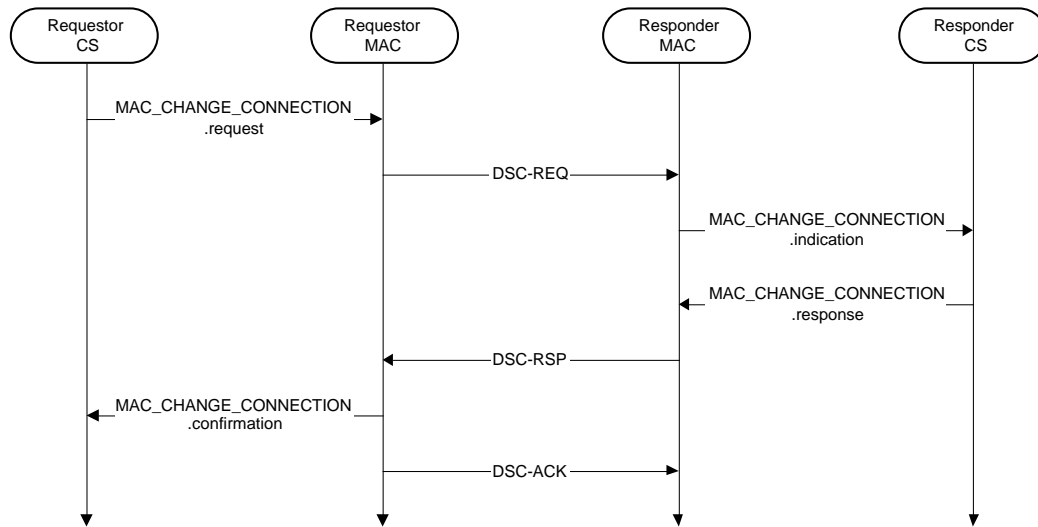 Requestor
CS
Requestor
MAC
Responder
MAC
Responder
CS
MAC_CHANGE_CONNECTION
.request
DSC-REQ
MAC_CHANGE_CONNECTION
.indication
MAC_CHANGE_CONNECTION
.response
DSC-RSP
MAC_CHANGE_CONNECTION
.confirmation
DSC-ACK